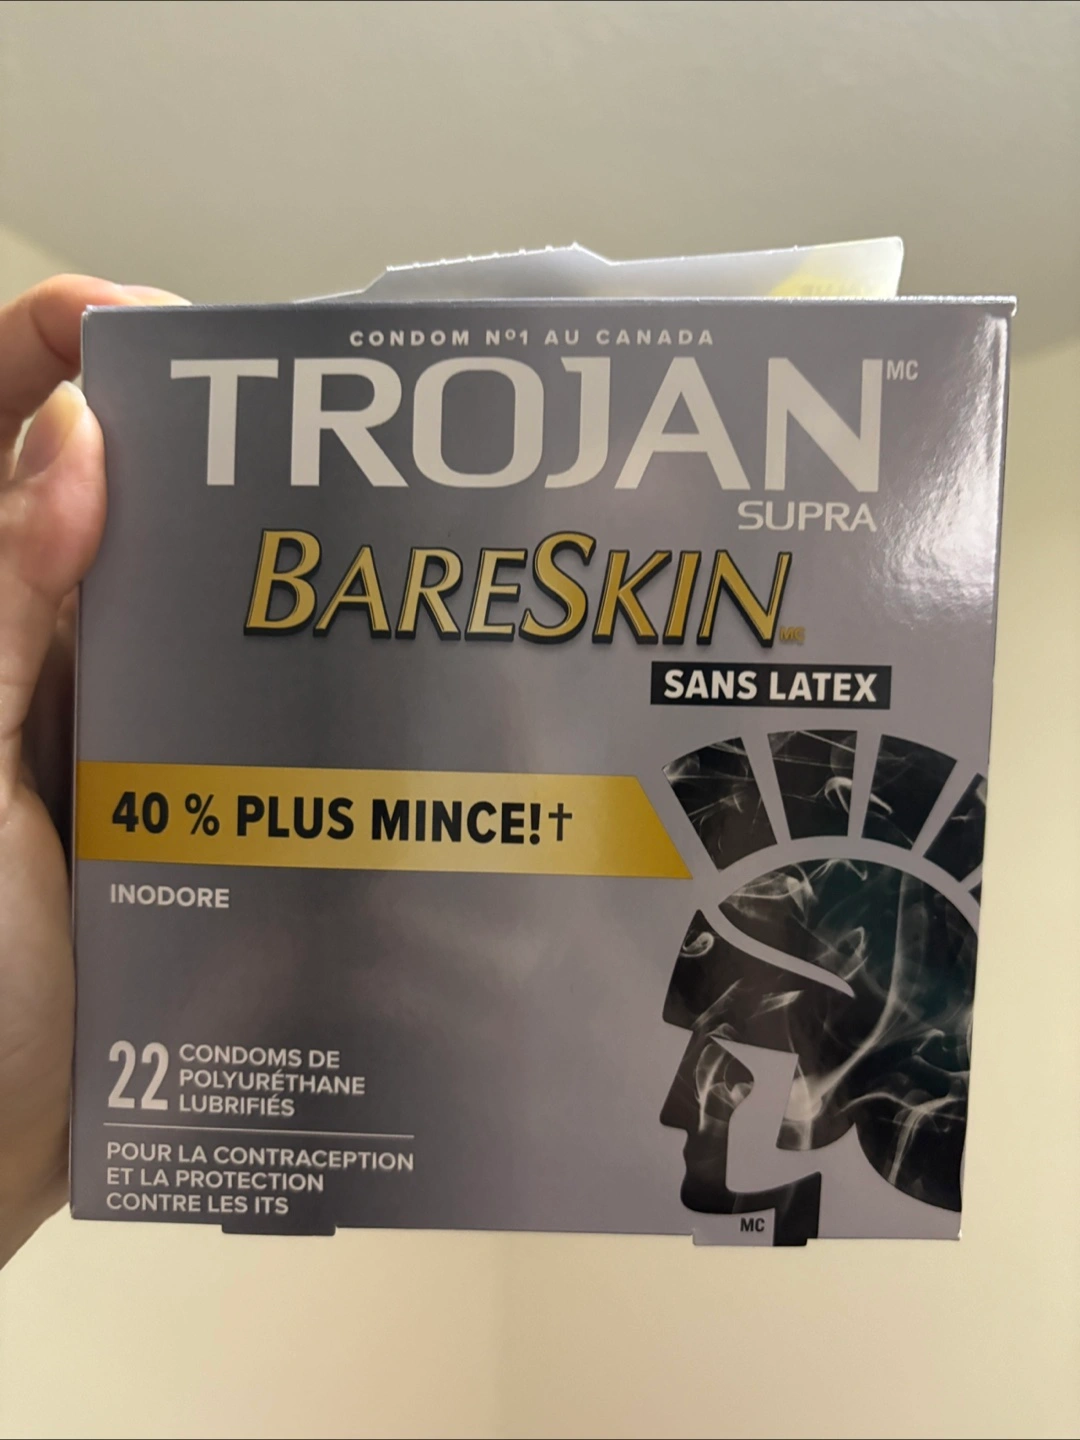 CONDOM Nº1 AU CANADA
TROJAN MC
SUPRA
BARESKIN MC
SANS LATEX
40 % PLUS MINCE!†
INODORE
22 CONDOMS DE
POLYURÉTHANE
LUBRIFIÉS
POUR LA CONTRACEPTION
ET LA PROTECTION
CONTRE LES ITS
MC